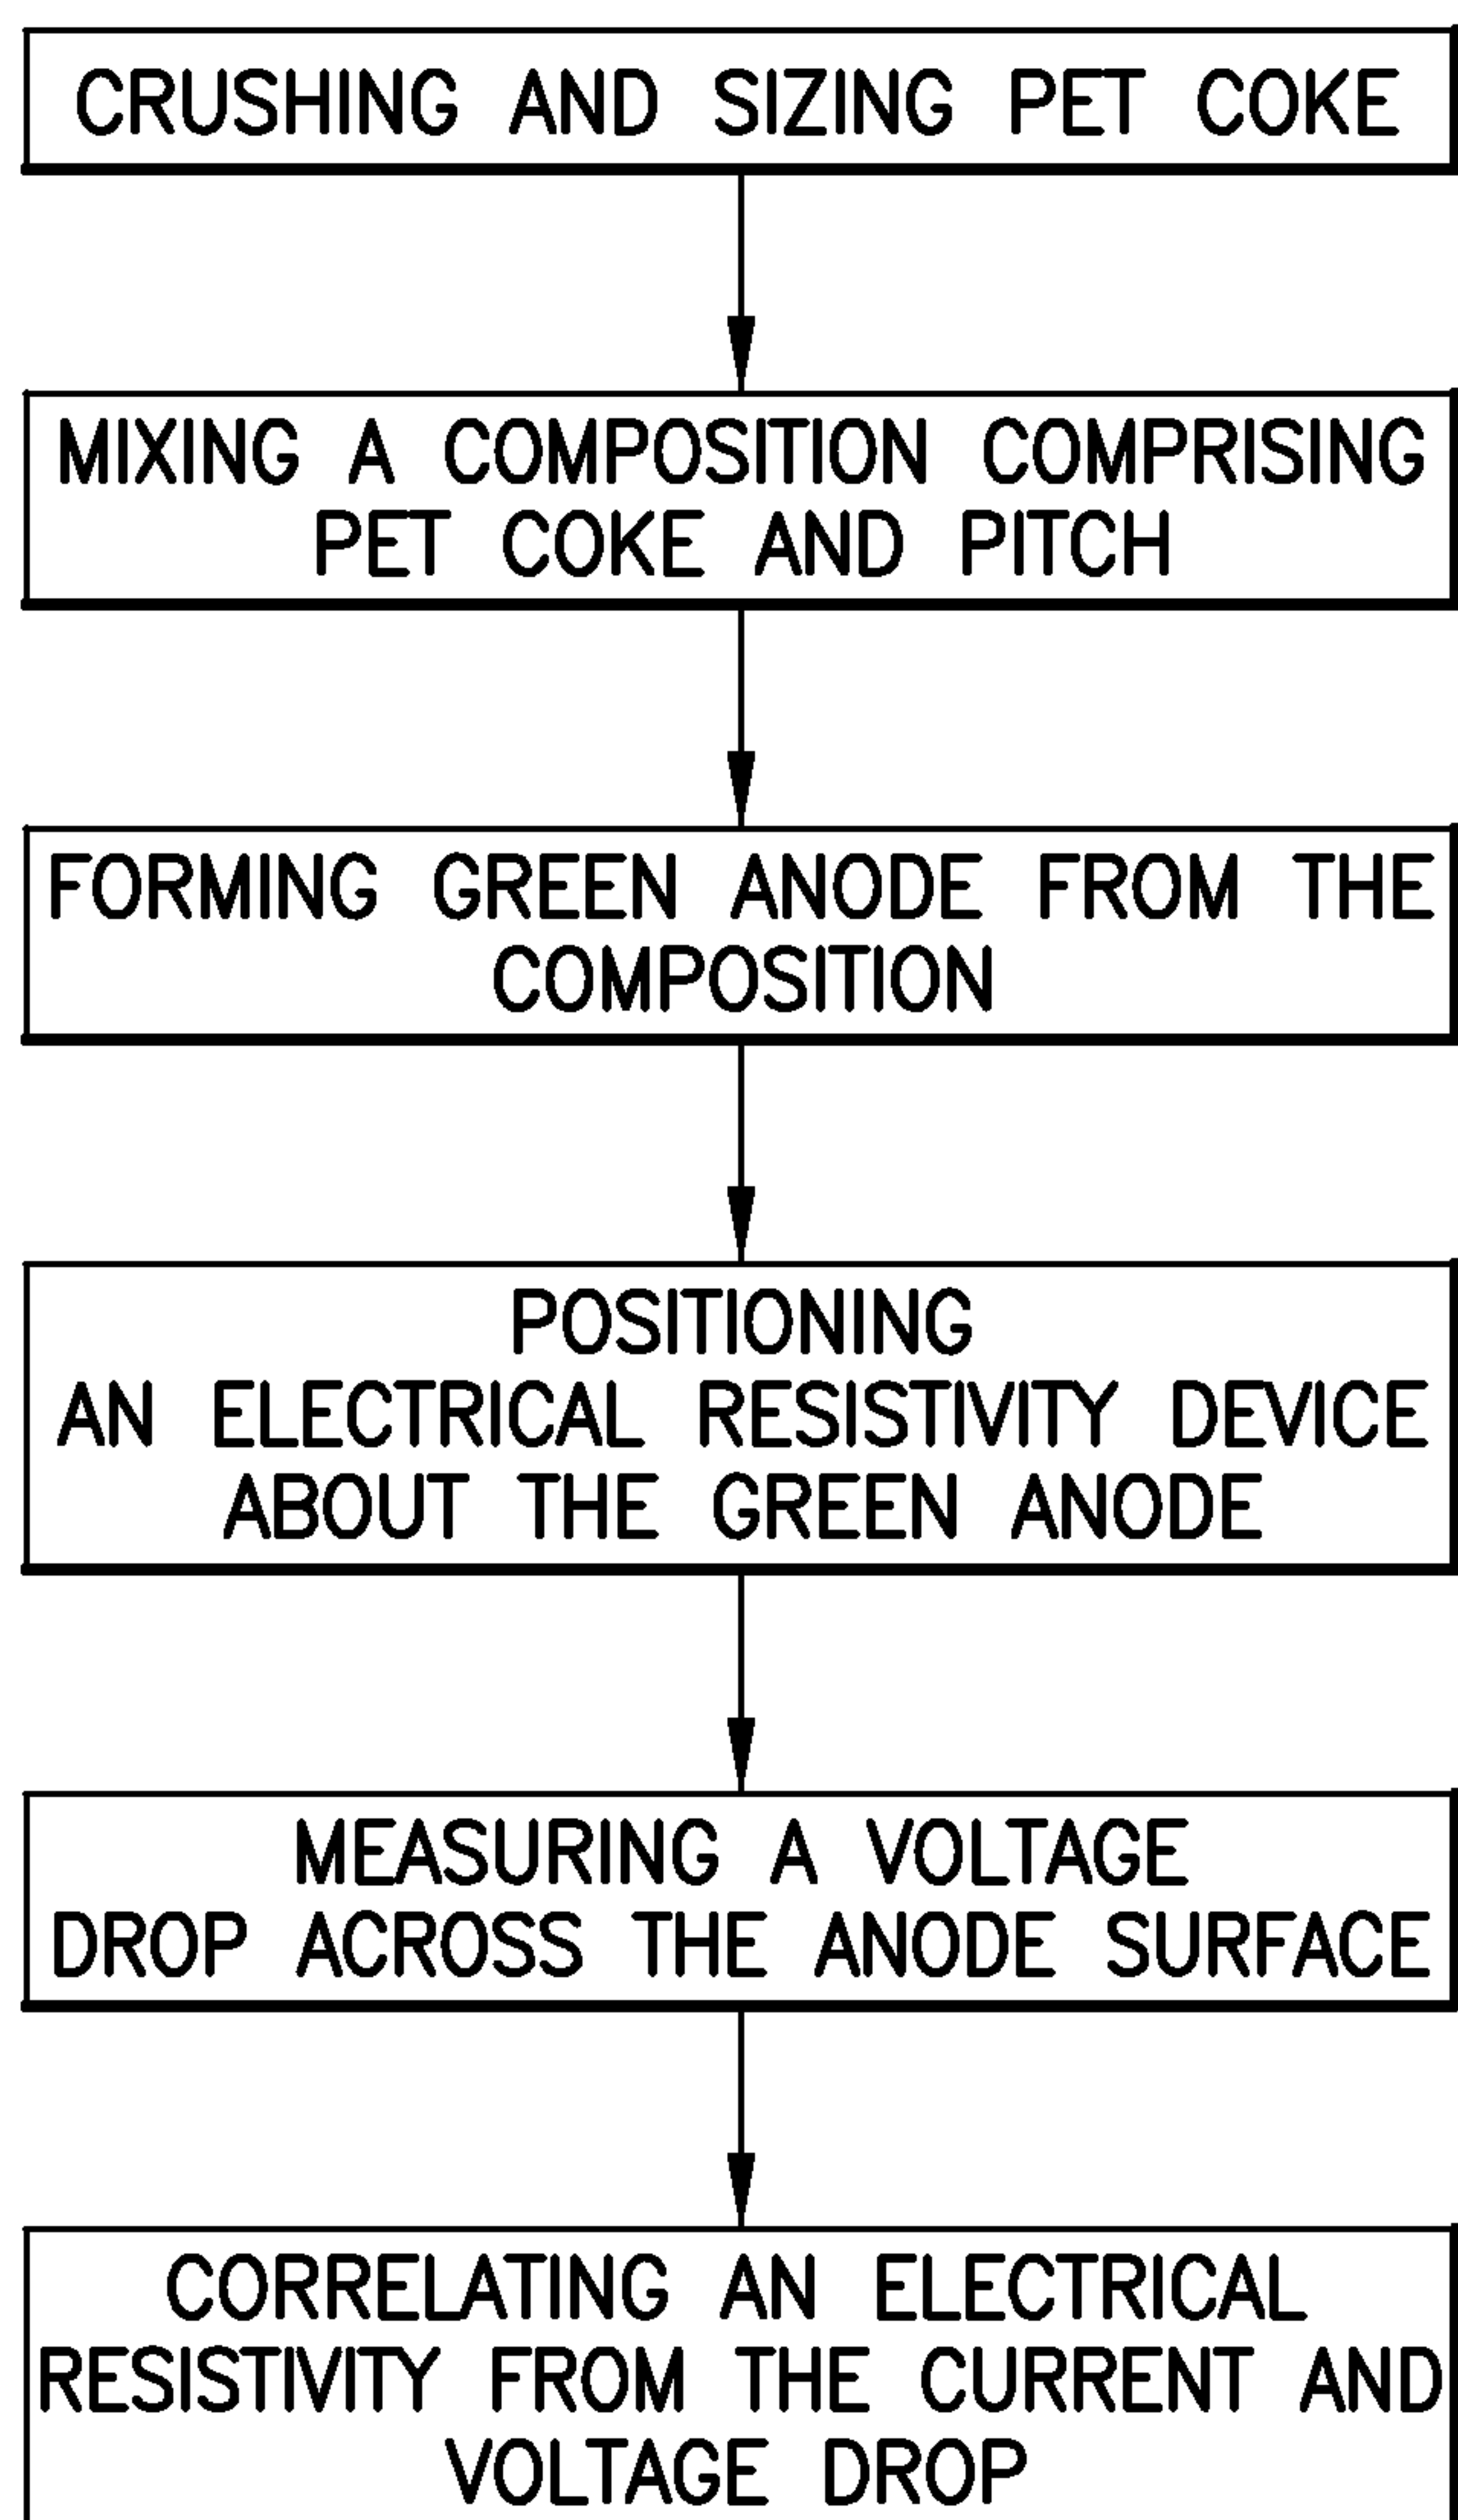 CRUSHING AND SIZING PET COKE
MIXING A COMPOSITION COMPRISING
PET COKE AND PITCH
FORMING GREEN ANODE FROM THE
COMPOSITION
POSITIONING
AN ELECTRICAL RESISTIVITY DEVICE
ABOUT THE GREEN ANODE
MEASURING A VOLTAGE
DROP ACROSS THE ANODE SURFACE
CORRELATING AN ELECTRICAL
RESISTIVITY FROM THE CURRENT AND
VOLTAGE DROP